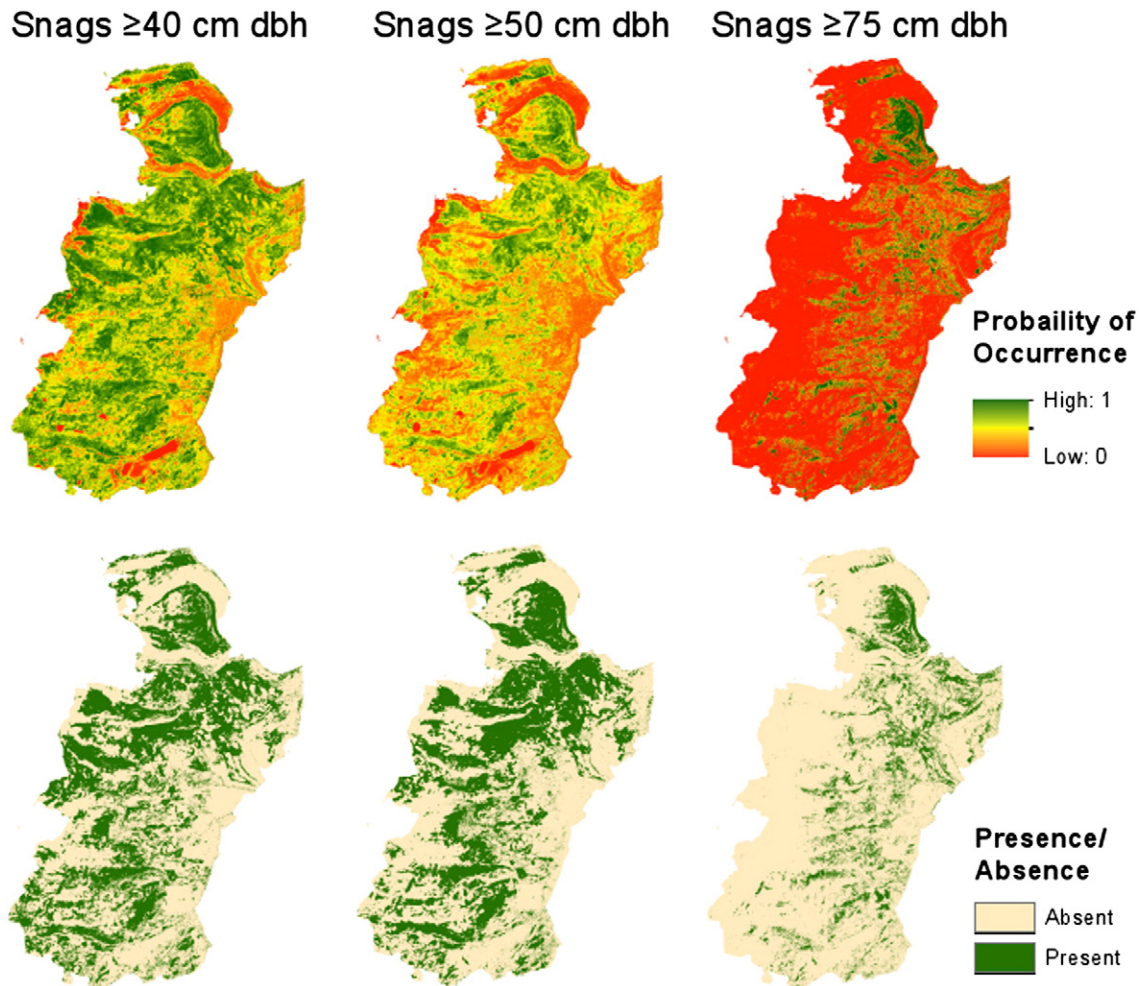 Snags ≥40 cm dbh
Snags ≥50 cm dbh
Snags ≥75 cm dbh
Probaility of
Occurrence
High: 1
Low: 0
Presence/
Absence
Absent
Present